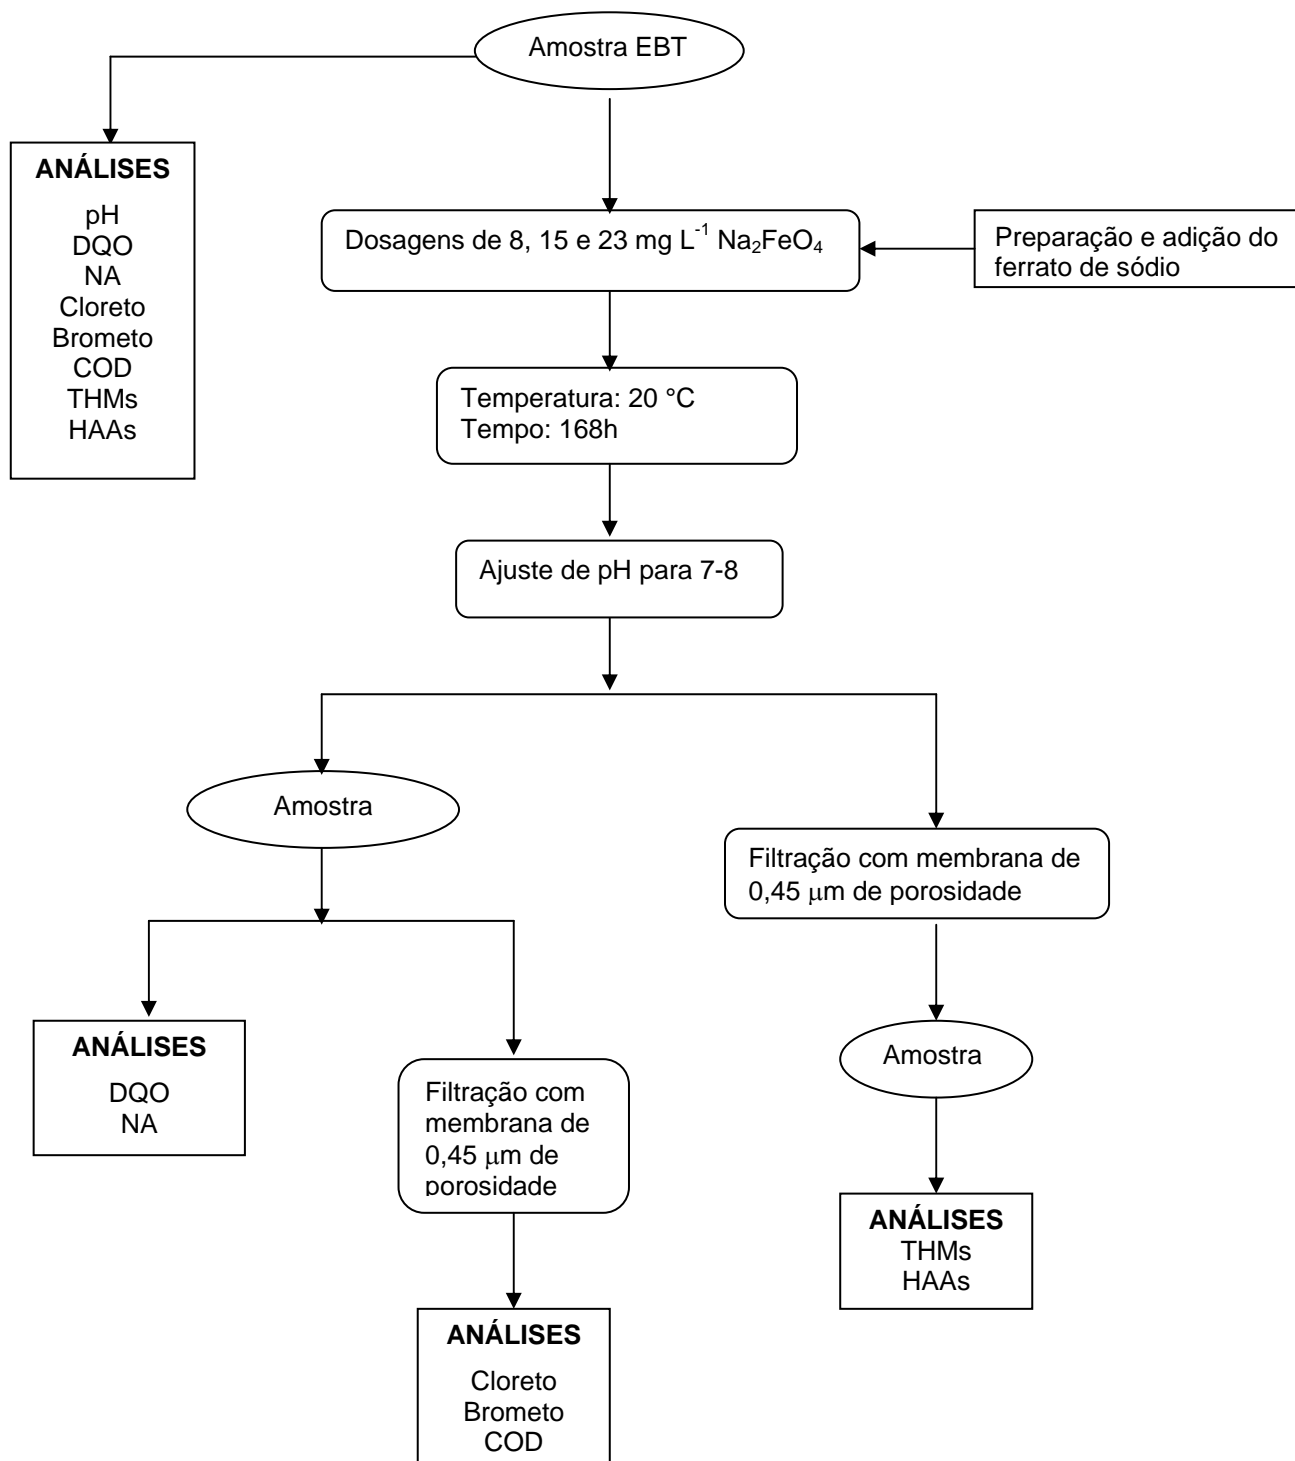 Amostra EBT
ANÁLISES
pH
DQO
NA
Cloreto
Brometo
COD
THMs
HAAs
Dosagens de 8, 15 e 23 mg L⁻¹ Na₂FeO₄
Preparação e adição do
ferrato de sódio
Temperatura: 20 °C
Tempo: 168h
Ajuste de pH para 7-8
Amostra
Filtração com membrana de
0,45 μm de porosidade
ANÁLISES
DQO
NA
Filtração com
membrana de
0,45 μm de
porosidade
Amostra
ANÁLISES
THMs
HAAs
ANÁLISES
Cloreto
Brometo
COD